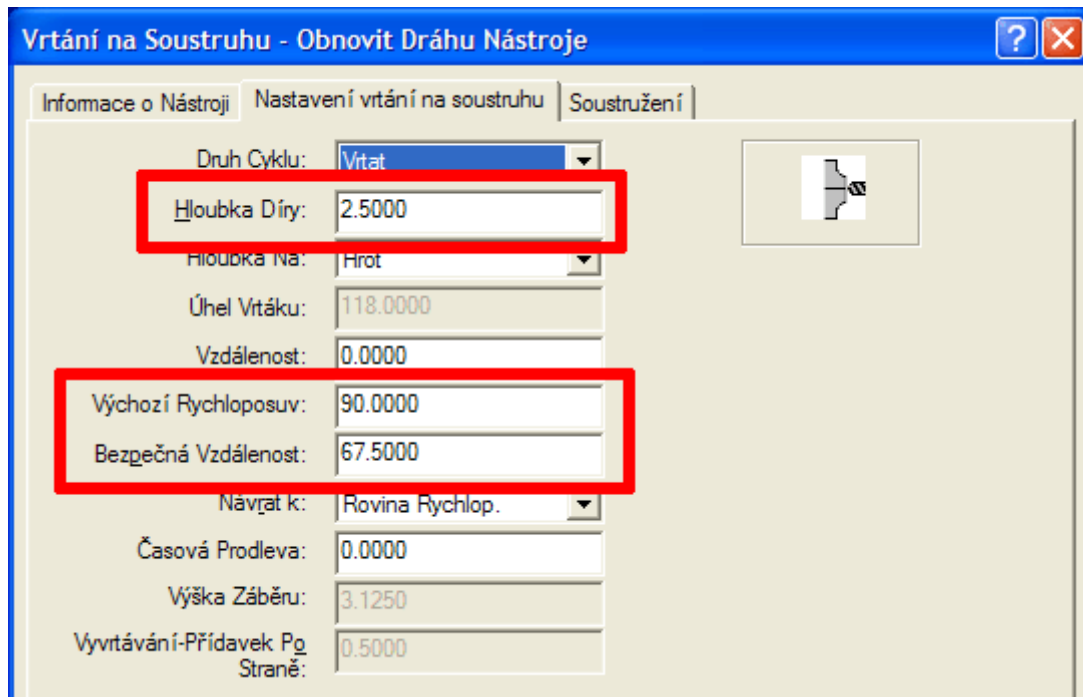 Vrtání na Soustruhu - Obnovit Dráhu Nástroje
Informace o Nástroji Nastavení vrtání na soustruhu Soustružení
Druh Cyklu: Vrtat
Hloubka Díry: 2.5000
Hloubka Na: Hrot
Úhel Vrtáku: 118.0000
Vzdálenost: 0.0000
Výchozí Rychloposuv: 90.0000
Bezpečná Vzdálenost: 67.5000
Návrat k: Rovina Rychlop.
Časová Prodleva: 0.0000
Výška Záběru: 3.1250
Vyvrtávání-Přídavek Po
Straně: 0.5000